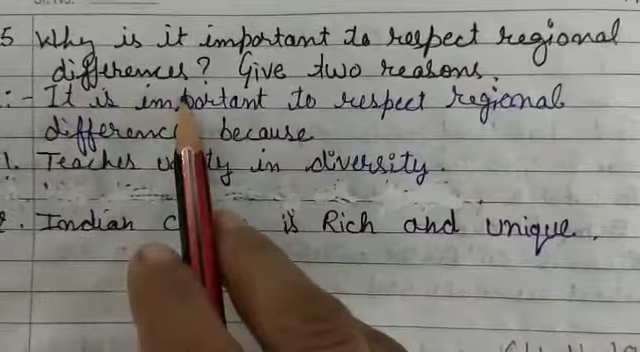 5 Why is it important to respect regional
differences? Give two reasons.
:- It is important to respect regional
difference because
1. Teaches unity in diversity.
2. Indian is Rich and unique.